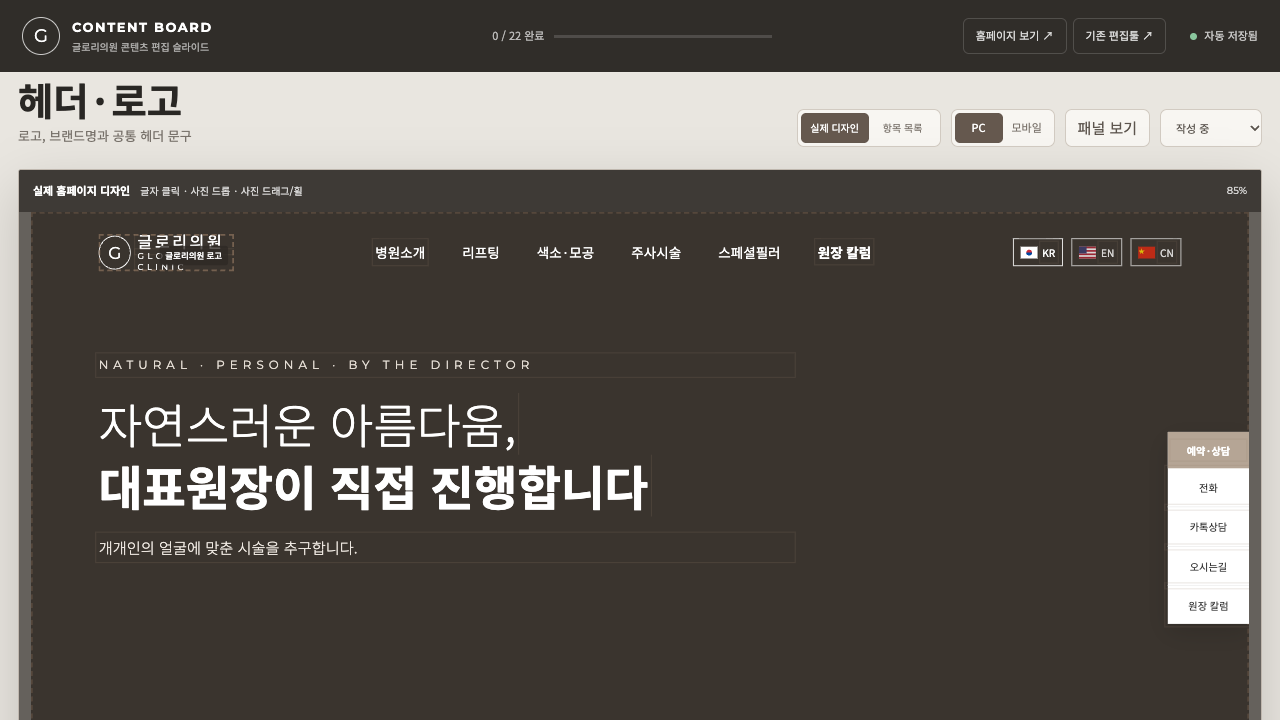 G
CONTENT BOARD
글로리의원 콘텐츠 편집 슬라이드
0 / 22 완료
홈페이지 보기 ↗
기존 편집툴 ↗
자동 저장됨
헤더 · 로고
로고, 브랜드명과 공통 헤더 문구
실제 디자인
항목 목록
PC
모바일
패널 보기
작성 중
실제 홈페이지 디자인 글자 클릭 · 사진 드롭 · 사진 드래그/휠
85%
G
글로리의원
글로리의원 로고
CLINIC
병원소개
리프팅
색소·모공
주사시술
스페셜필러
원장 칼럼
KR
EN
CN
NATURAL · PERSONAL · BY THE DIRECTOR
자연스러운 아름다움,
대표원장이 직접 진행합니다
개개인의 얼굴에 맞춘 시술을 추구합니다.
예약·상담
전화
카톡상담
오시는길
원장 칼럼